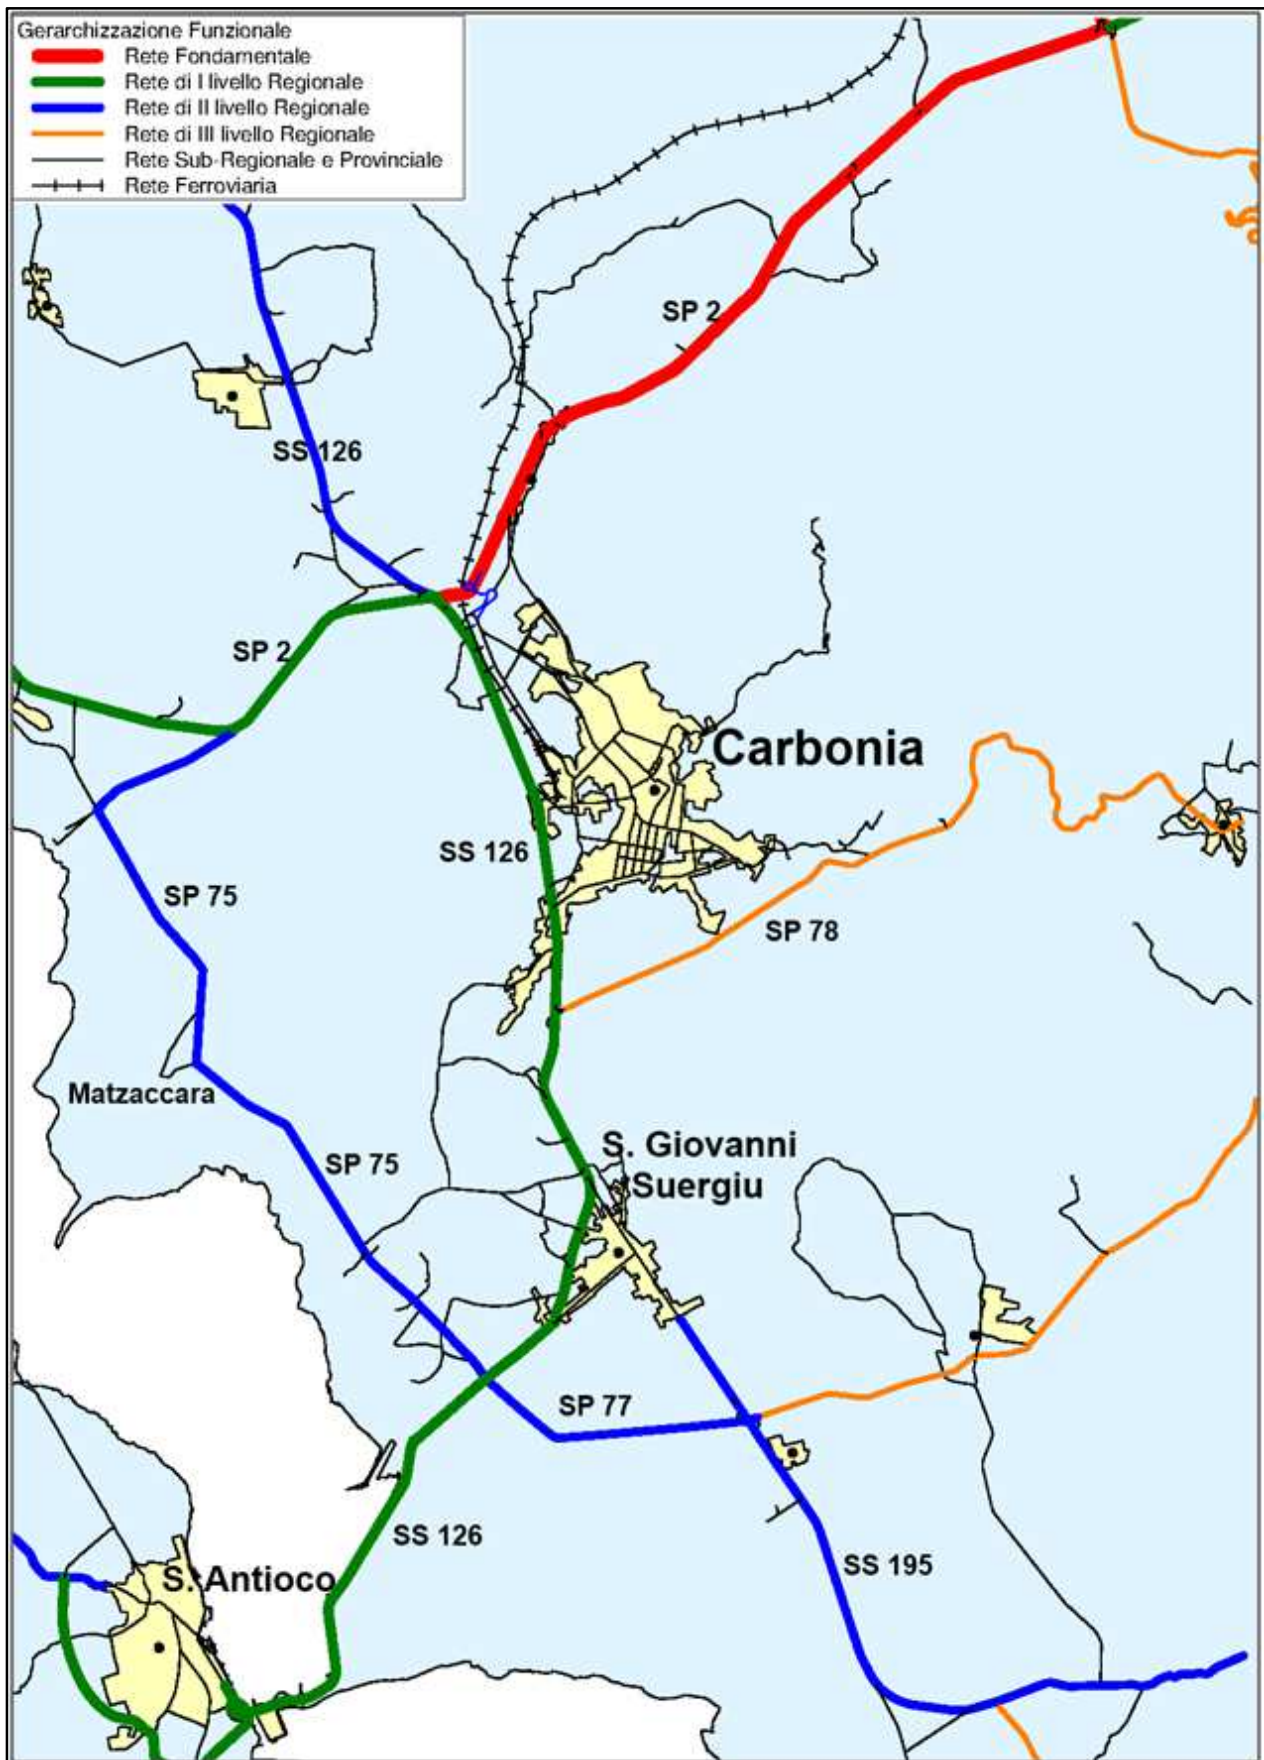 Gerarchizzazione Funzionale
Rete Fondamentale
Rete di I livello Regionale
Rete di II livello Regionale
Rete di III livello Regionale
Rete Sub-Regionale e Provinciale
Rete Ferroviaria
SP 2
SS 126
SP 2
Carbonia
SS 126
SP 75
SP 78
Matzaccara
S. Giovanni
Suergiu
SP 75
SP 77
SS 126
SS 195
S. Antioco